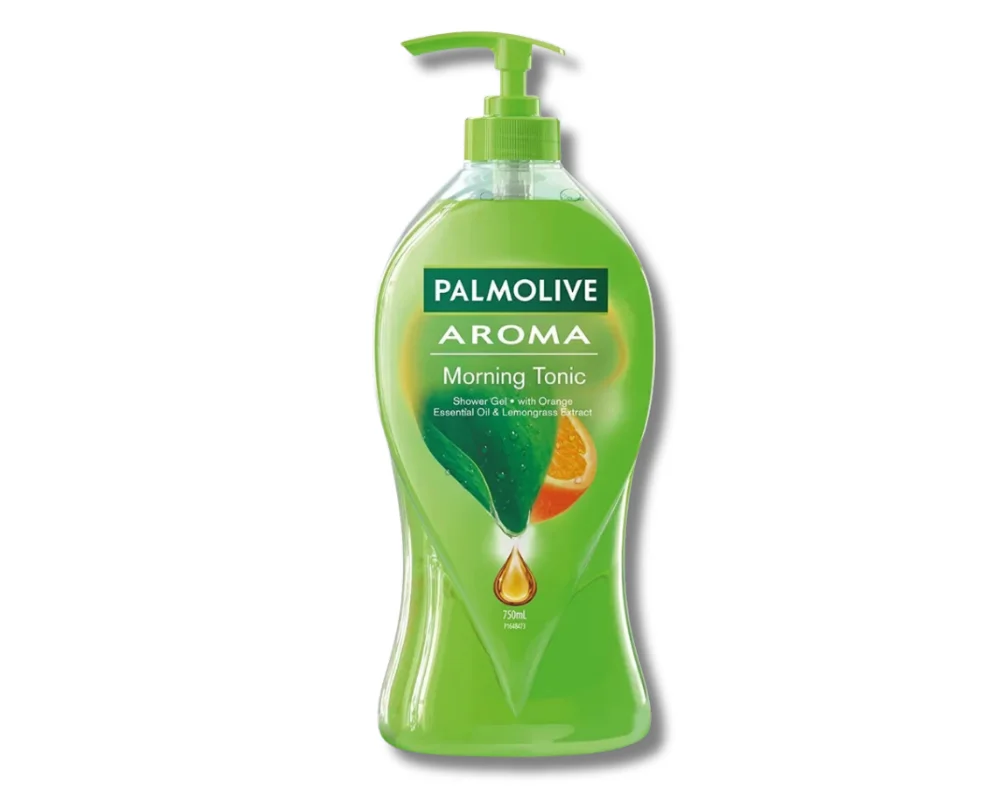 PALMOLIVE
AROMA
Morning Tonic
Shower Gel • with Orange
Essential Oil & Lemongrass Extract
750mL